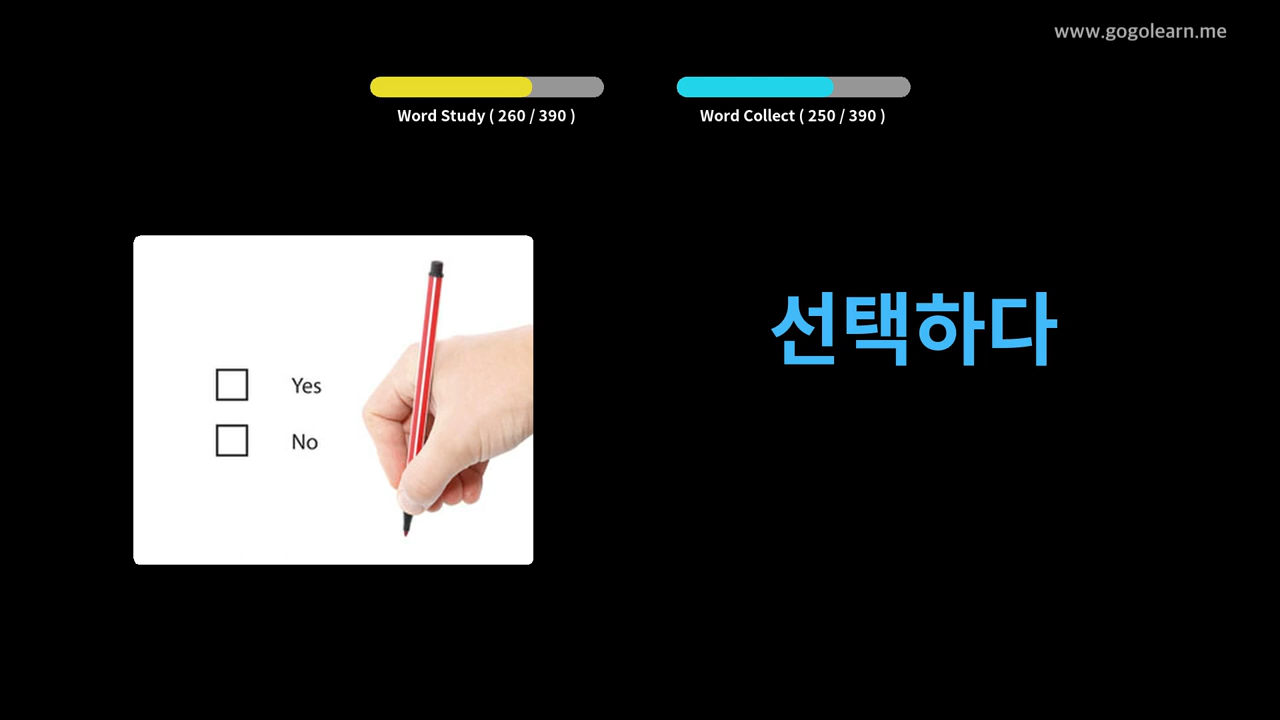 www.gogolearn.me
Word Study ( 260 / 390 )
Word Collect ( 250 / 390 )
Yes
No
선택하다